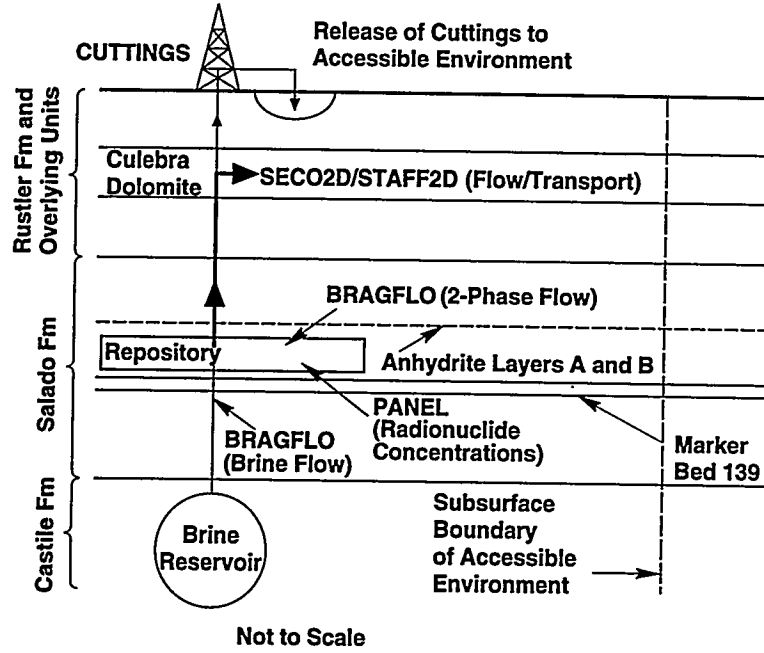 Release of Cuttings to
Accessible Environment
CUTTINGS
Rustler Fm and
Overlying Units
Culebra
Dolomite
SECO2D/STAFF2D (Flow/Transport)
BRAGFLO (2-Phase Flow)
Salado Fm
Repository
Anhydrite Layers A and B
PANEL
(Radionuclide
Concentrations)
BRAGFLO
(Brine Flow)
Marker
Bed 139
Castile Fm
Brine
Reservoir
Subsurface
Boundary
of Accessible
Environment
Not to Scale